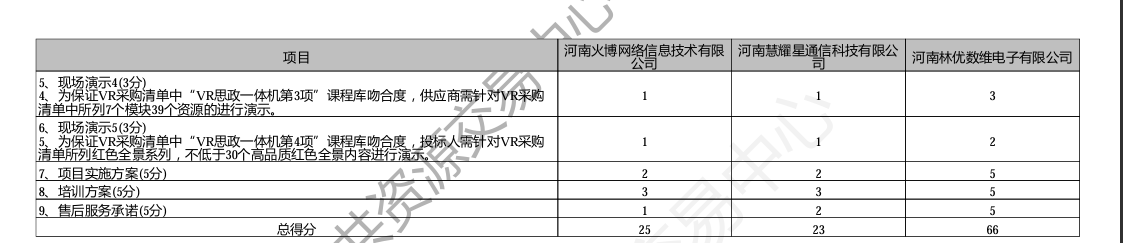 项目 河南火博网络信息技术有限公司 河南慧耀星通信科技有限公司 河南林优数维电子有限公司
5、现场演示4(3分)
4、为保证VR采购清单中“VR思政一体机第3项”课程库吻合度，供应商需针对VR采购 1 1 3
清单中所列7个模块39个资源的进行演示。
6、现场演示5(3分)
5、为保证VR采购清单中“VR思政一体机第4项”课程库吻合度，投标人需针对VR采购 1 1 2
清单所列红色全景系列，不低于30个高品质红色全景内容进行演示。
7、项目实施方案(5分) 2 2 5
8、培训方案(5分) 3 3 5
9、售后服务承诺(5分) 1 2 5
总得分 25 23 66
共资源交易中心
易中心